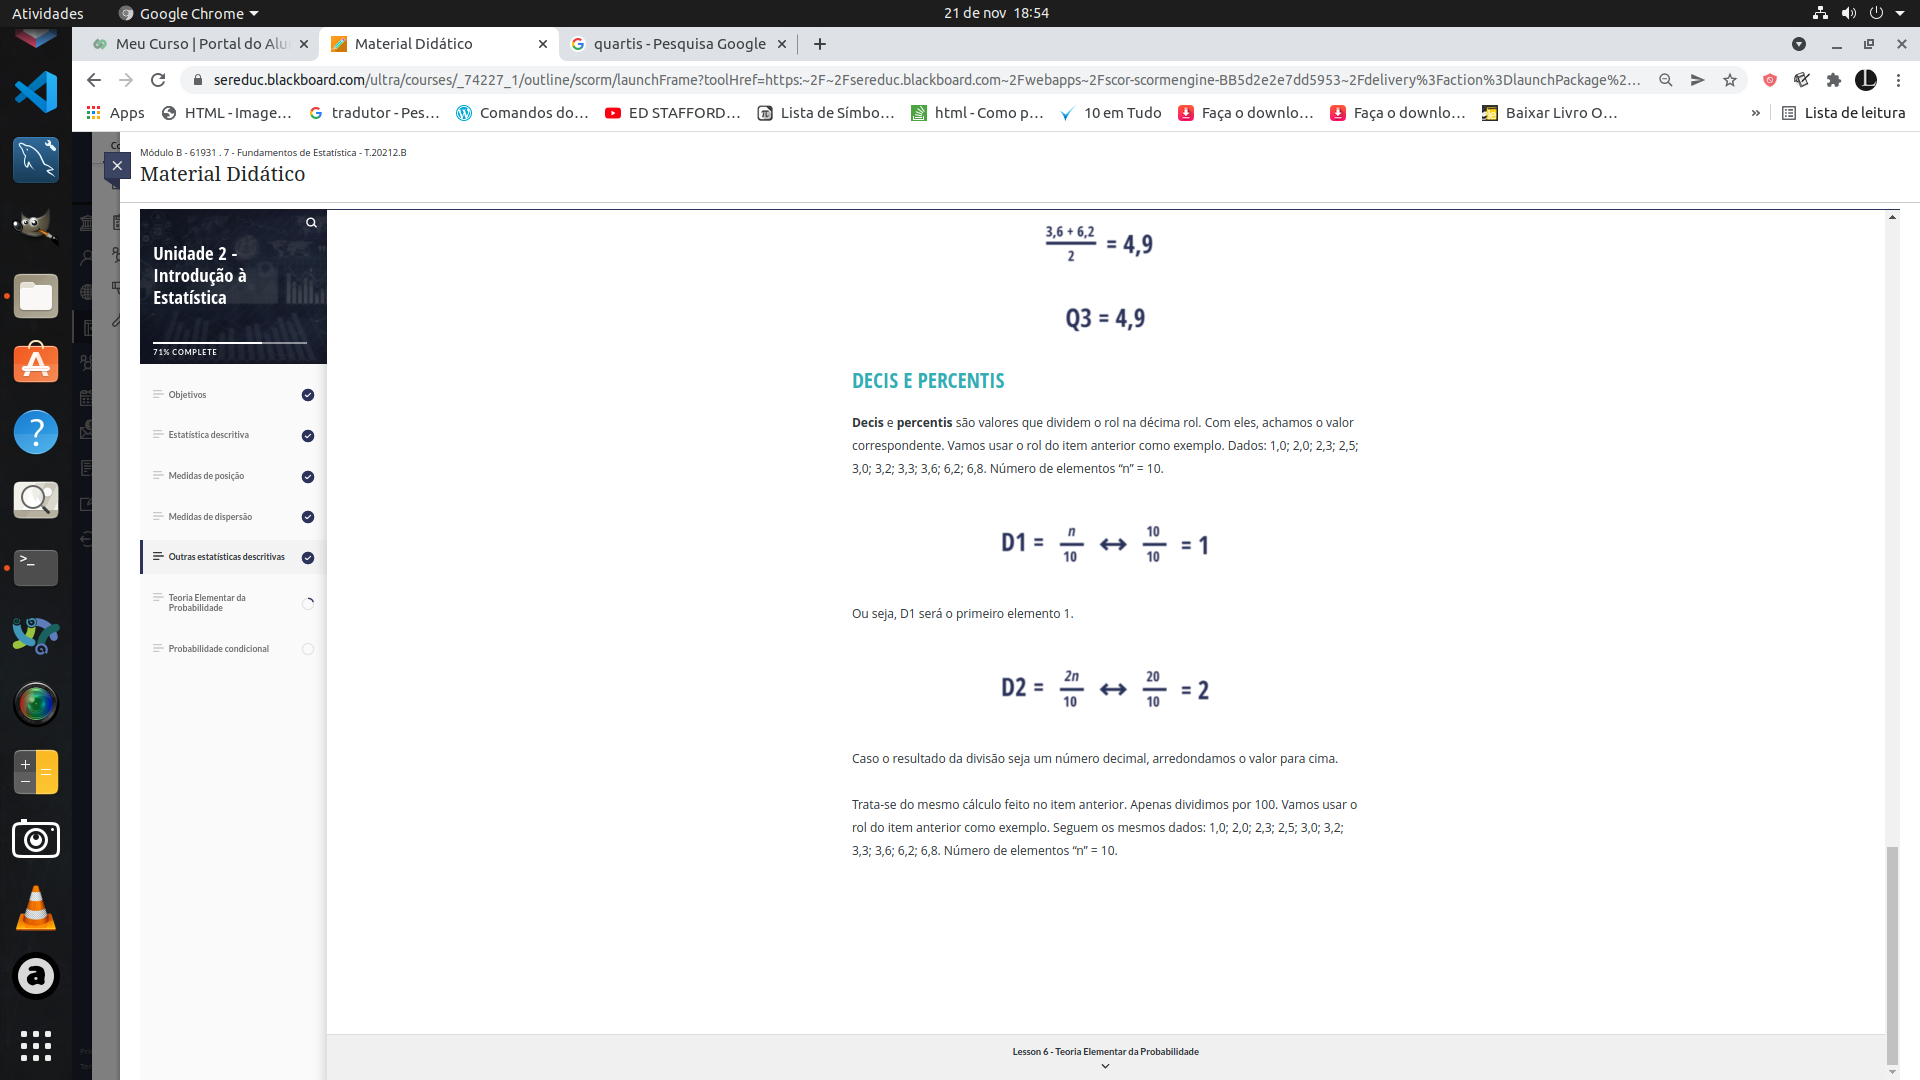 Atividades
Google Chrome
21 de nov 18:54
Meu Curso | Portal do Alu
Material Didático
quartis - Pesquisa Google
sereduc.blackboard.com/ultra/courses/_74227_1/outline/scorm/launchFrame?toolHref=https:~2F~2Fsereduc.blackboard.com~2Fwebapps~2Fscor-scormengine-BB5d2e2e7dd5953~2Fdelivery%3Faction%3DlaunchPackage%2...
Apps
HTML - Image...
tradutor - Pes...
Comandos do...
ED STAFFORD...
Lista de Símbo...
html - Como p...
10 em Tudo
Faça o downlo...
Faça o downlo...
Baixar Livro O...
»
Lista de leitura
Módulo B - 61931 . 7 - Fundamentos de Estatística - T.20212.B
Material Didático
Unidade 2 -
Introdução à
Estatística
71% COMPLETE
Objetivos
Estatística descritiva
Medidas de posição
Medidas de dispersão
Outras estatísticas descritivas
Teoria Elementar da
Probabilidade
Probabilidade condicional
3,6 + 6,2
2
= 4,9
Q3 = 4,9
DECIS E PERCENTIS
Decis e percentis são valores que dividem o rol na décima rol. Com eles, achamos o valor
correspondente. Vamos usar o rol do item anterior como exemplo. Dados: 1,0; 2,0; 2,3; 2,5;
3,0; 3,2; 3,3; 3,6; 6,2; 6,8. Número de elementos “n” = 10.
D1 = n/10 ↔ 10/10 = 1
Ou seja, D1 será o primeiro elemento 1.
D2 = 2n/10 ↔ 20/10 = 2
Caso o resultado da divisão seja um número decimal, arredondamos o valor para cima.
Trata-se do mesmo cálculo feito no item anterior. Apenas dividimos por 100. Vamos usar o
rol do item anterior como exemplo. Seguem os mesmos dados: 1,0; 2,0; 2,3; 2,5; 3,0; 3,2;
3,3; 3,6; 6,2; 6,8. Número de elementos “n” = 10.
Lesson 6 - Teoria Elementar da Probabilidade